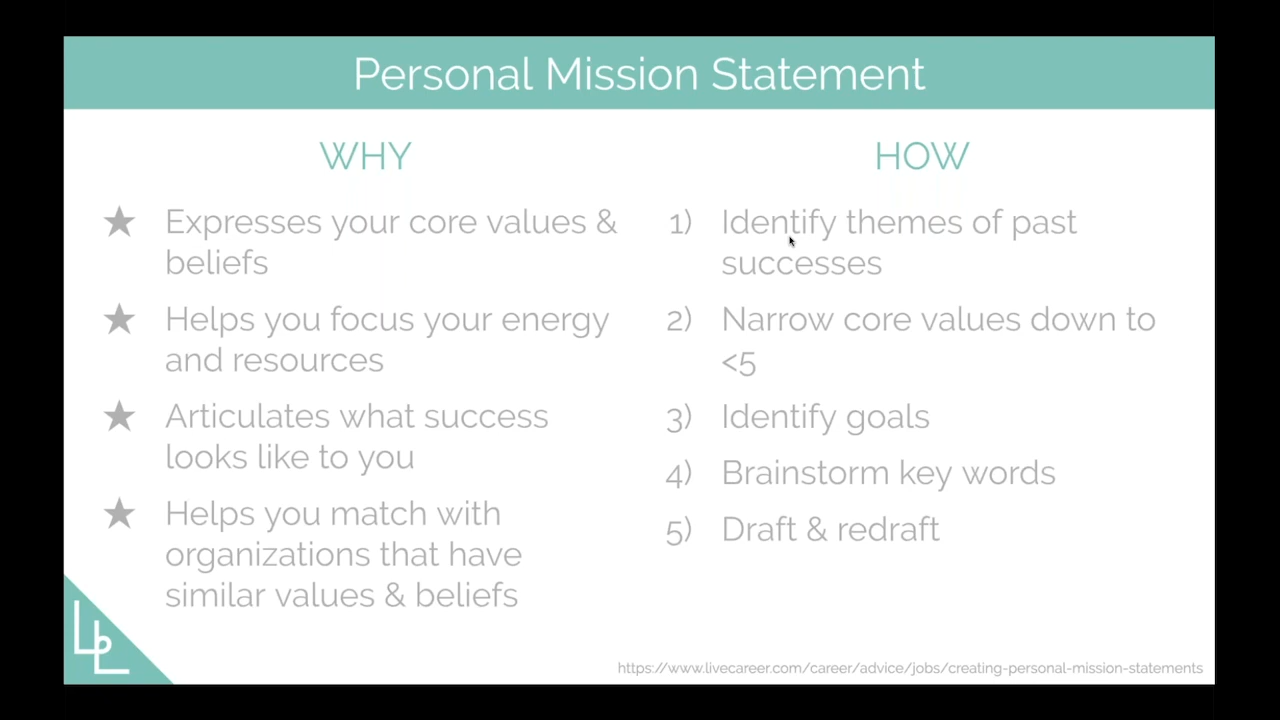 Personal Mission Statement
WHY
Expresses your core values &
beliefs
Helps you focus your energy
and resources
Articulates what success
looks like to you
Helps you match with
organizations that have
similar values & beliefs
HOW
1) Identify themes of past
successes
2) Narrow core values down to
<5
3) Identify goals
4) Brainstorm key words
5) Draft & redraft
https://www.livecareer.com/career/advice/jobs/creating-personal-mission-statements